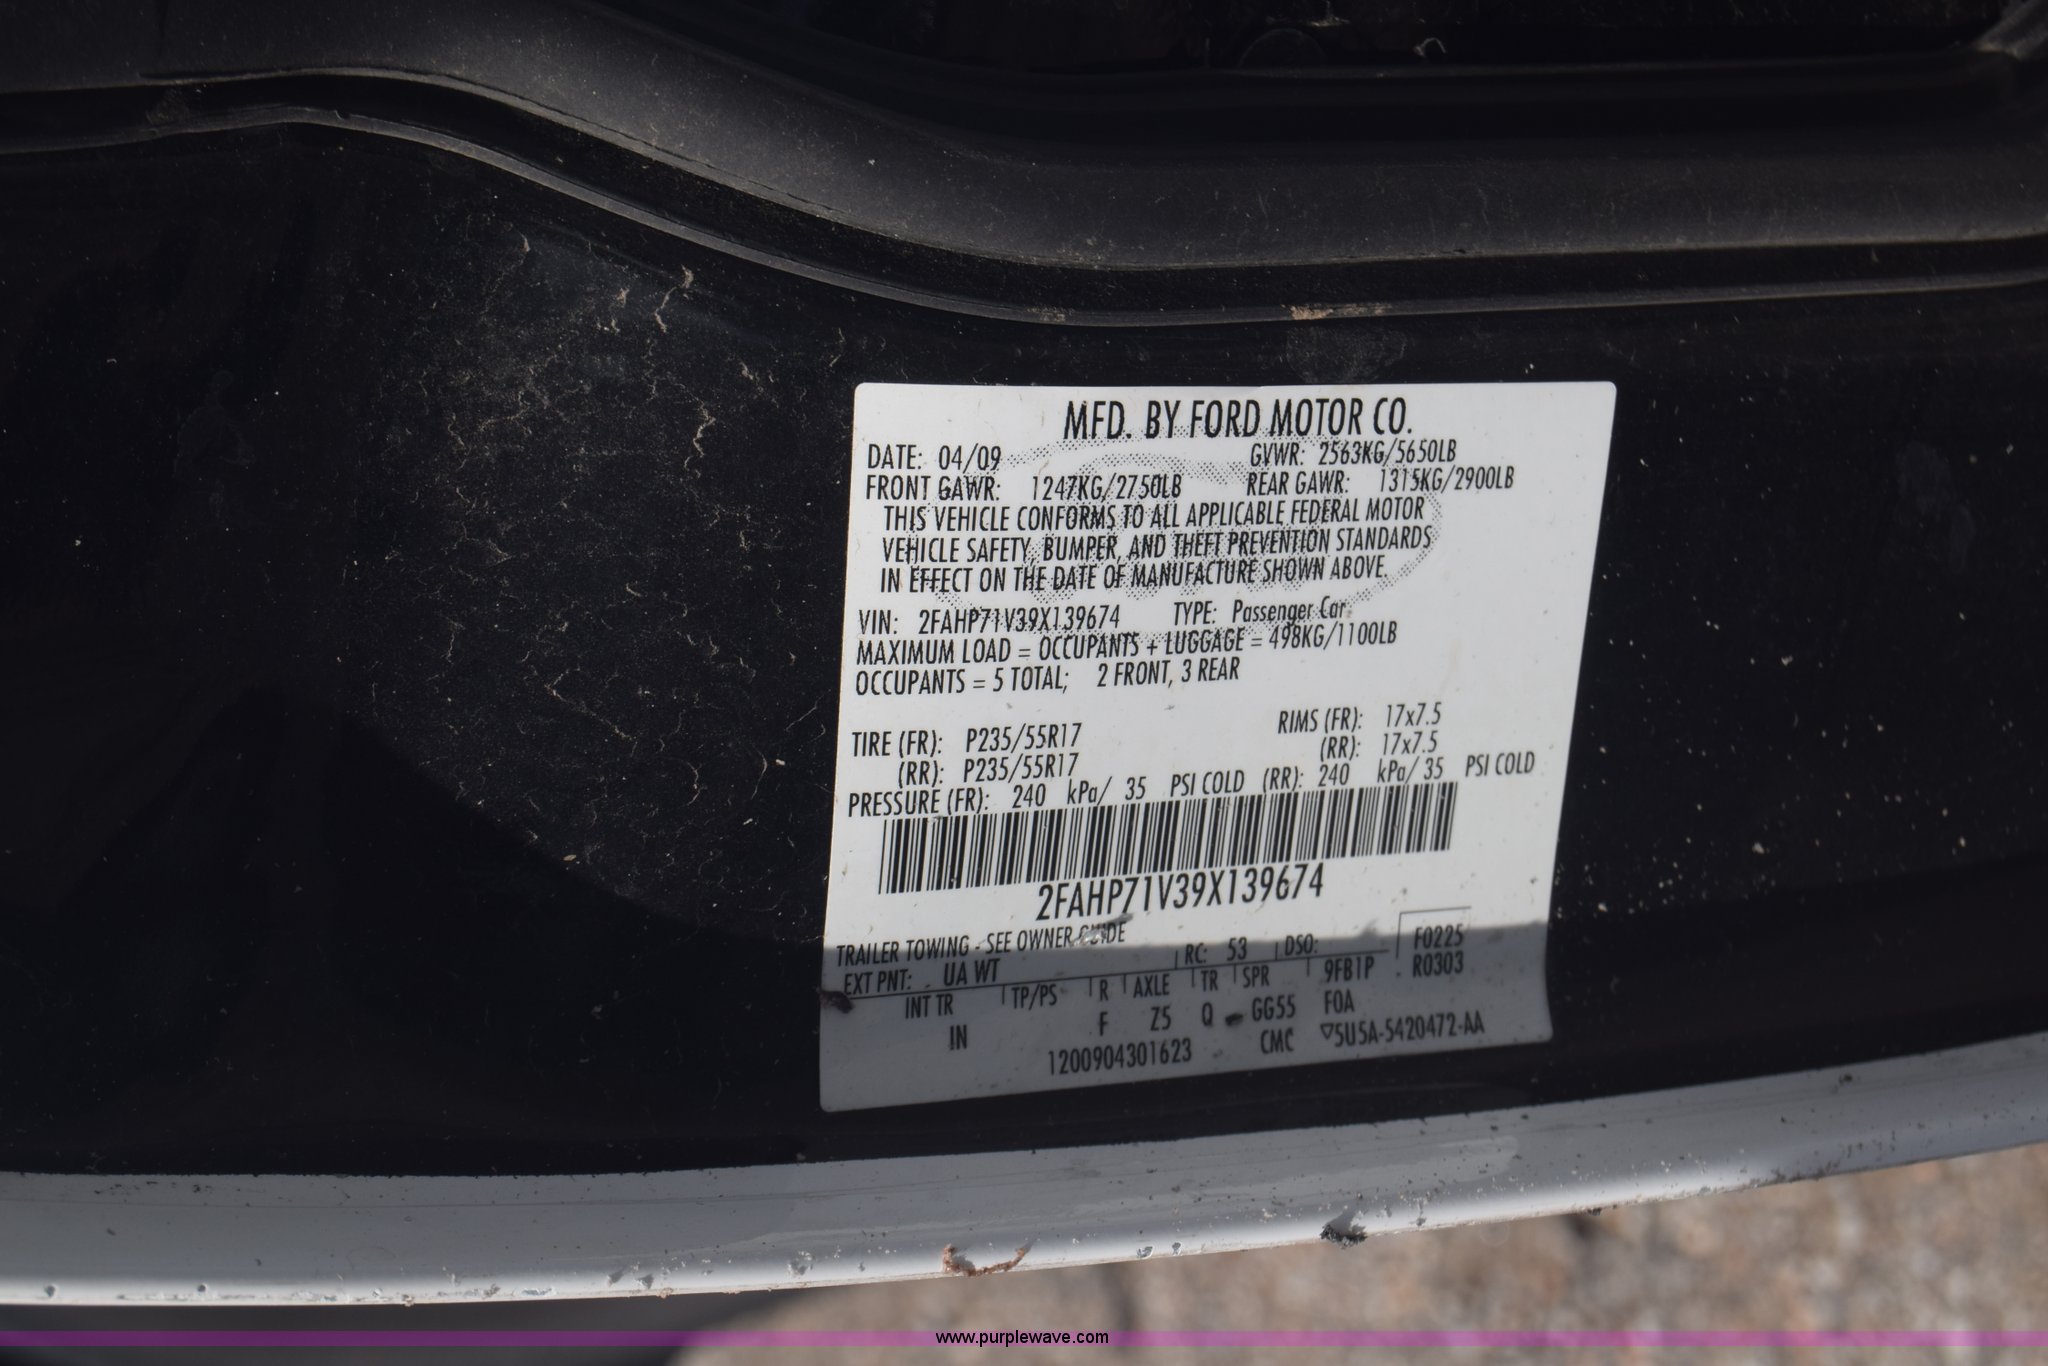 MFD. BY FORD MOTOR CO.
DATE: 04/09 GVWR: 2563KG/5650LB
FRONT GAWR: 1247KG/2750LB REAR GAWR: 1315KG/2900LB
THIS VEHICLE CONFORMS TO ALL APPLICABLE FEDERAL MOTOR
VEHICLE SAFETY, BUMPER, AND THEFT PREVENTION STANDARDS
IN EFFECT ON THE DATE OF MANUFACTURE SHOWN ABOVE.
VIN: 2FAHP71V39X139674 TYPE: Passenger Car
MAXIMUM LOAD = OCCUPANTS + LUGGAGE = 498KG/1100LB
OCCUPANTS = 5 TOTAL; 2 FRONT, 3 REAR
TIRE (FR): P235/55R17 RIMS (FR): 17x7.5
(RR): P235/55R17 (RR): 17x7.5
PRESSURE (FR): 240 kPa/ 35 PSI COLD (RR): 240 kPa/ 35 PSI COLD
2FAHP71V39X139674
TRAILER TOWING - SEE OWNER GUIDE F0225
EXT PNT: UA WT RC: 53 DSO: R0303
INT TR TP/PS R AXLE TR SPR 9FB1P
IN F Z5 Q GG55 FOA
1200904301623 CMC ▽5U5A-5420472-AA
www.purplewave.com